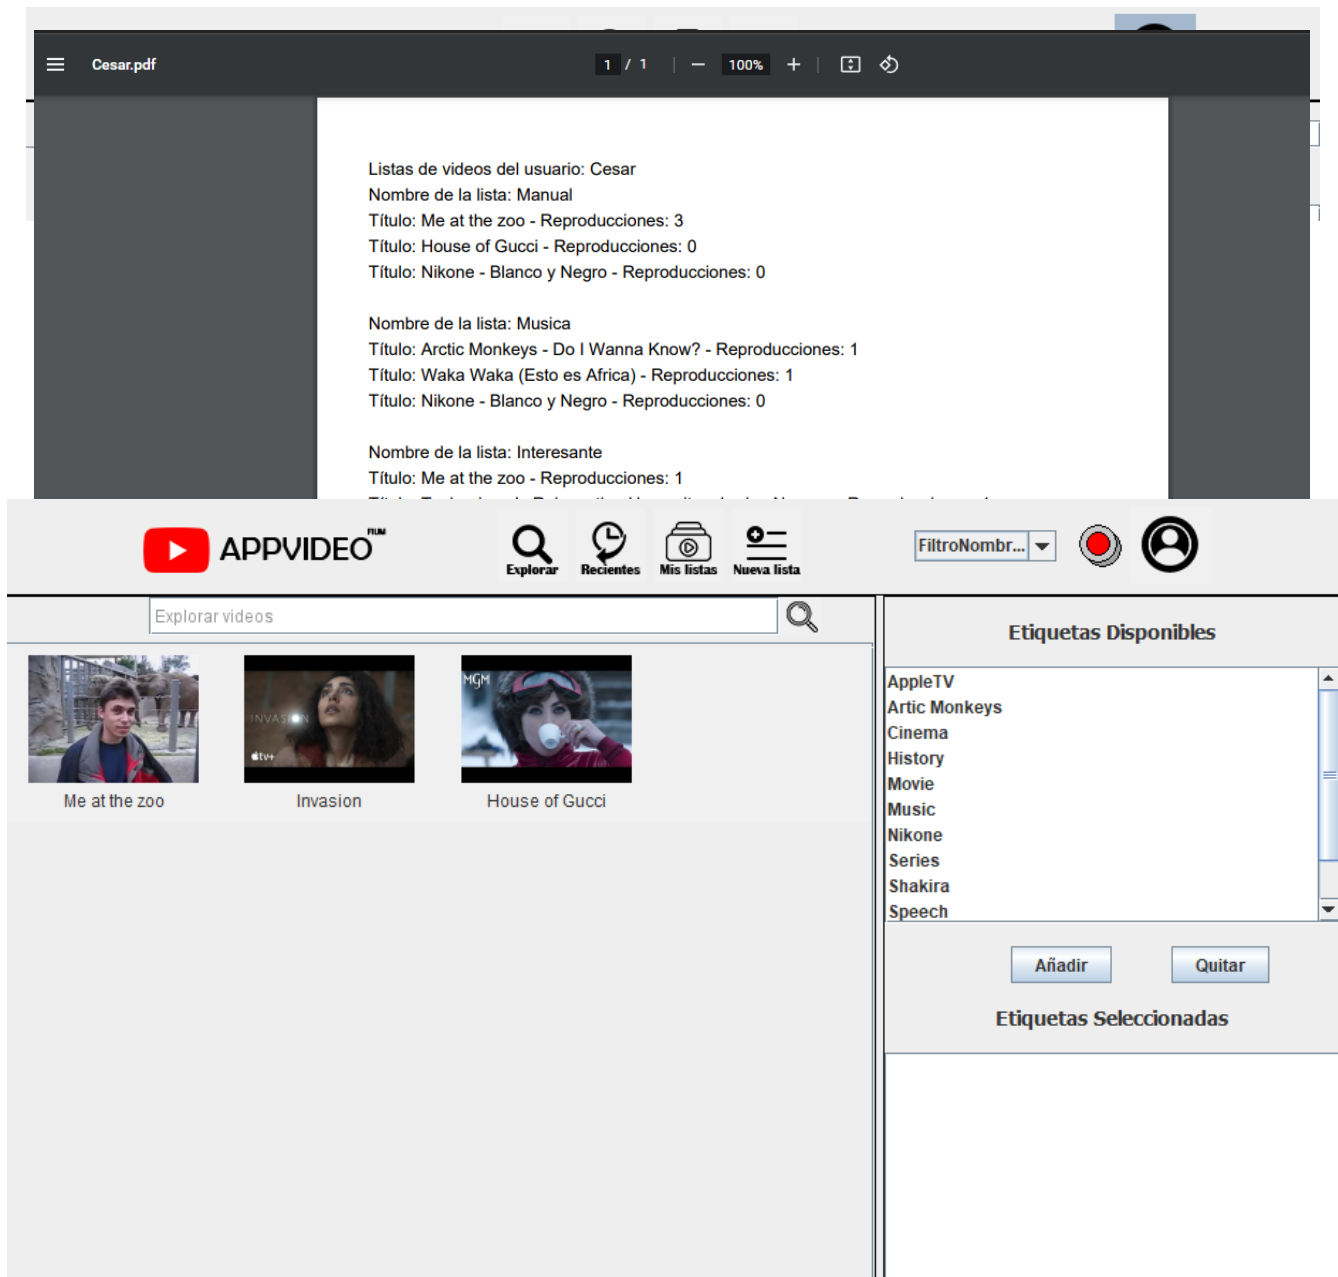 Cesar.pdf
1 / 1
100%
Listas de videos del usuario: Cesar
Nombre de la lista: Manual
Título: Me at the zoo - Reproducciones: 3
Título: House of Gucci - Reproducciones: 0
Título: Nikone - Blanco y Negro - Reproducciones: 0
Nombre de la lista: Musica
Título: Arctic Monkeys - Do I Wanna Know? - Reproducciones: 1
Título: Waka Waka (Esto es Africa) - Reproducciones: 1
Título: Nikone - Blanco y Negro - Reproducciones: 0
Nombre de la lista: Interesante
Título: Me at the zoo - Reproducciones: 1
APPVIDEO FILM
Explorar
Recientes
Mis listas
Nueva lista
FiltroNombr...
Explorar videos
MGM
INVASION
tv+
Me at the zoo
Invasion
House of Gucci
Etiquetas Disponibles
AppleTV
Artic Monkeys
Cinema
History
Movie
Music
Nikone
Series
Shakira
Speech
Añadir
Quitar
Etiquetas Seleccionadas